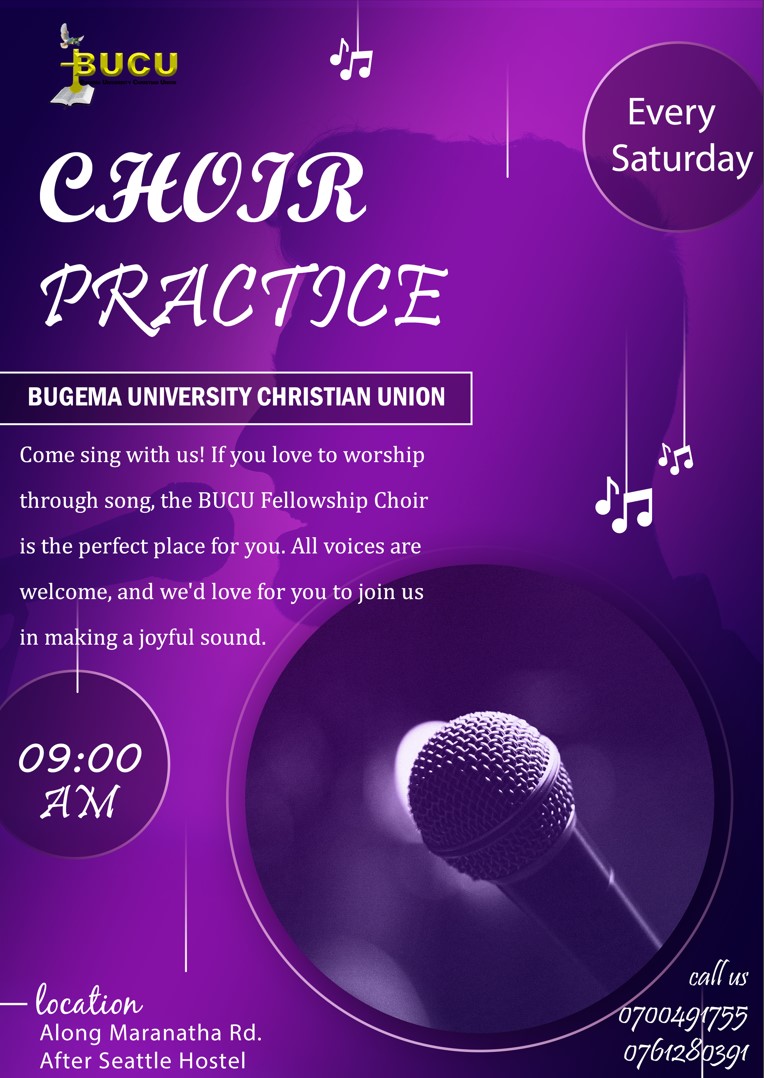 BUCU
Every
Saturday
CHOIR
PRACTICE
BUGEMA UNIVERSITY CHRISTIAN UNION
Come sing with us! If you love to worship
through song, the BUCU Fellowship Choir
is the perfect place for you. All voices are
welcome, and we'd love for you to join us
in making a joyful sound.
09:00
AM
location
Along Maranatha Rd.
After Seattle Hostel
call us
0700491755
0761280391